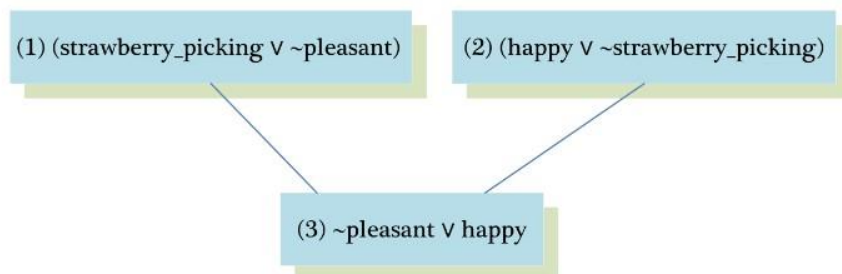 (1) (strawberry_picking ∨ ~pleasant)
(2) (happy ∨ ~strawberry_picking)
(3) ~pleasant ∨ happy